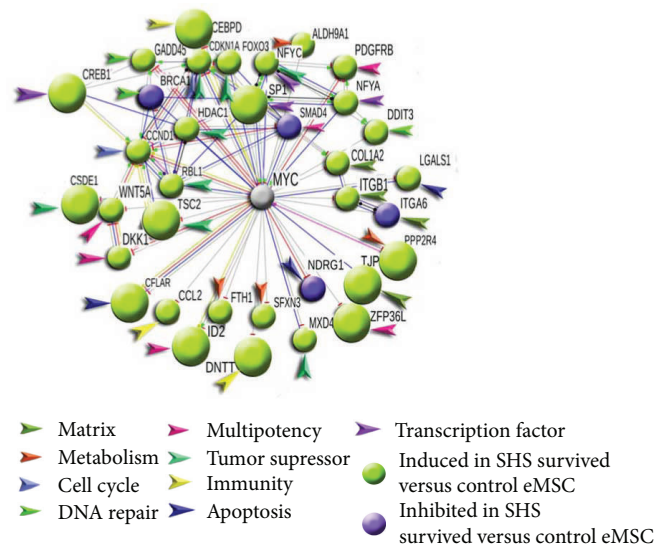 CEBPD
ALDH9A1
GADD45
CDKN1A
FOXO3
NFYC
PDGFRB
CREB1
BRCA1
SP1
NFYA
HDAC1
SMAD4
DDIT3
CCND1
COL1A2
LGALS1
RBL1
MYC
CSDE1
WNT5A
TSC2
ITGB1
ITGA6
DKK1
PPP2R4
CFLAR
CCL2
FTH1
SFXN3
NDRG1
TJP
ID2
MXD4
ZFP36L
DNTT
Matrix
Multipotency
Transcription factor
Metabolism
Tumor supressor
Induced in SHS survived
versus control eMSC
Cell cycle
Immunity
DNA repair
Apoptosis
Inhibited in SHS
survived versus control eMSC